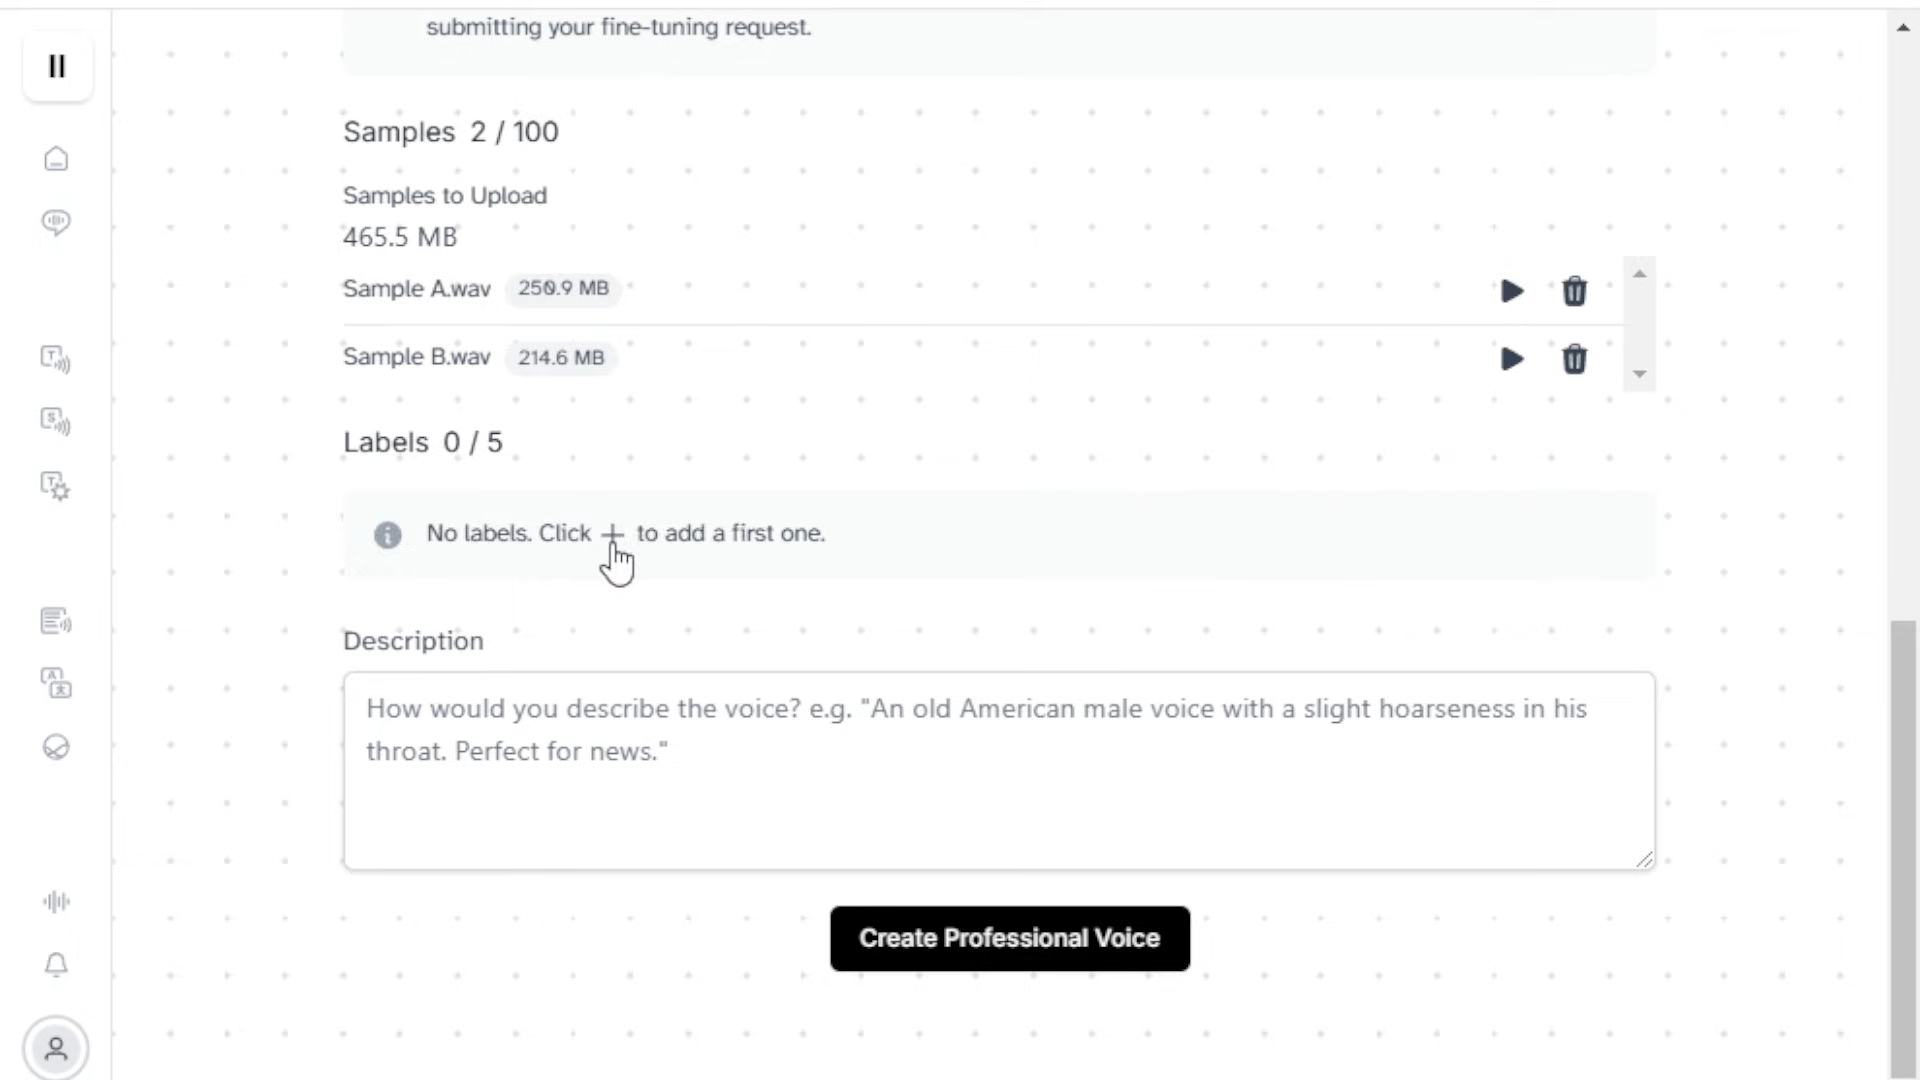 submitting your fine-tuning request.
Samples 2 / 100
Samples to Upload
465.5 MB
Sample A.wav 250.9 MB
Sample B.wav 214.6 MB
Labels 0 / 5
No labels. Click + to add a first one.
Description
How would you describe the voice? e.g. "An old American male voice with a slight hoarseness in his
throat. Perfect for news."
Create Professional Voice